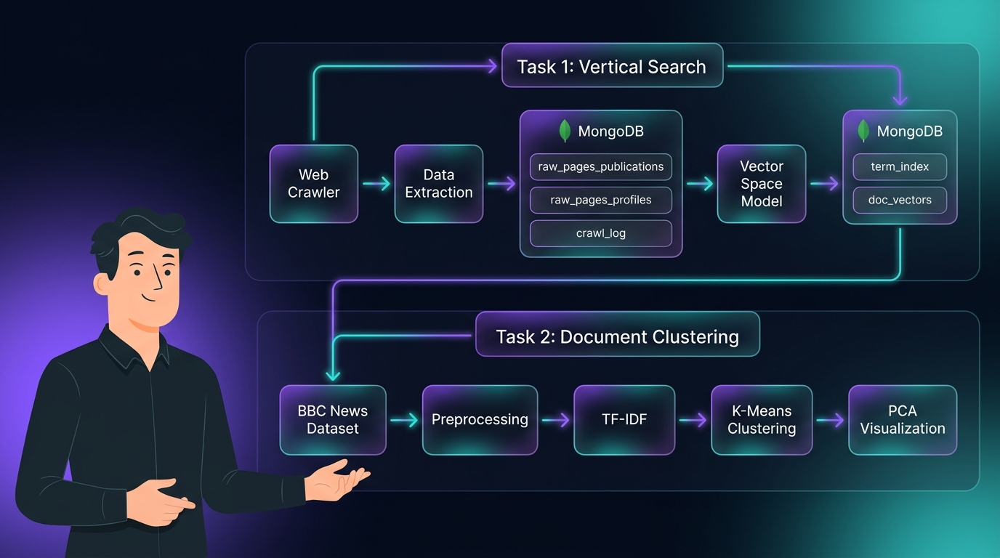 Task 1: Vertical Search
Web
Crawler
Data
Extraction
MongoDB
raw_pages_publications
raw_pages_profiles
crawl_log
Vector
Space
Model
MongoDB
term_index
doc_vectors
Task 2: Document Clustering
BBC News
Dataset
Preprocessing
TF-IDF
K-Means
Clustering
PCA
Visualization